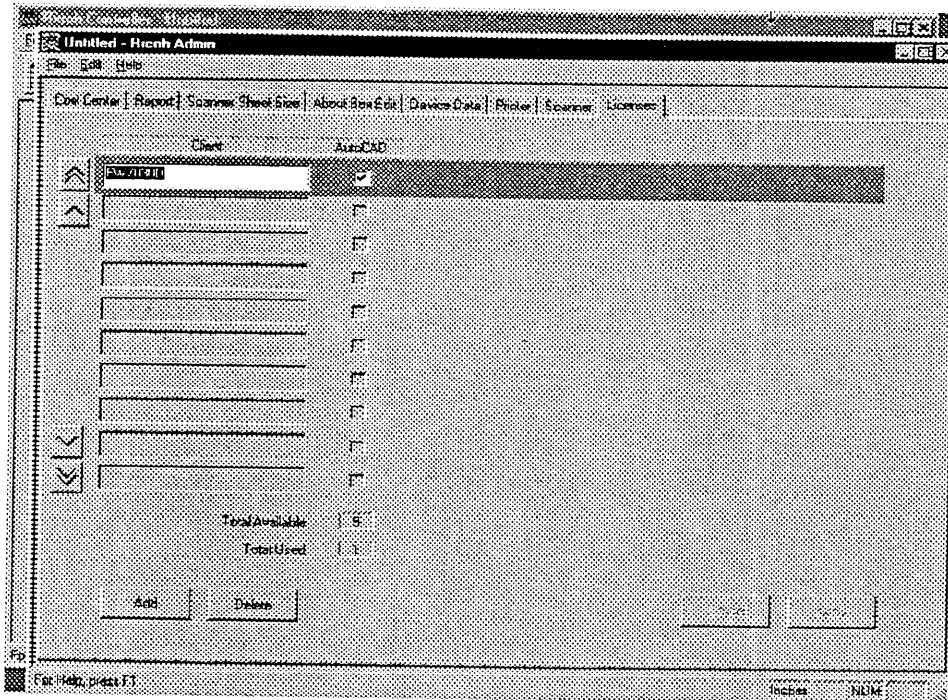 Untitled - Ricoh Admin
File Edit Help
Cost Center Report Scanner Sheet Size About Box Edit Device Data Printer Scanner Licenses
Client AutoCAD
Total Available 5
Total Used 1
Add Delete
For Help, press F1
Inches NUM